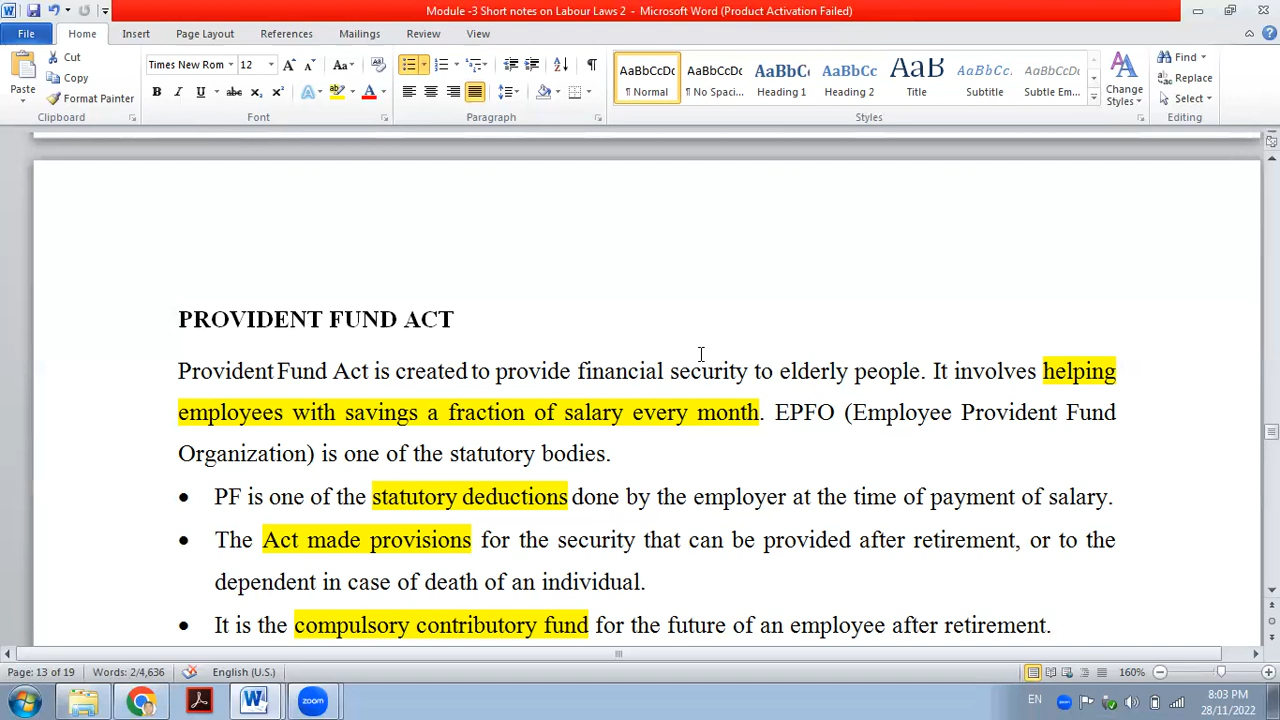 Module -3 Short notes on Labour Laws 2 - Microsoft Word (Product Activation Failed)
File Home Insert Page Layout References Mailings Review View
Paste
Cut
Copy
Format Painter
Clipboard
Times New Rom 12
Font
Paragraph
AaBbCcDc AaBbCcDc AaBbC AaBbCc AaB AaBbCc. AaBbCcDc
¶ Normal ¶ No Spaci... Heading 1 Heading 2 Title Subtitle Subtle Em...
Change Styles
Styles
Find
Replace
Select
Editing
PROVIDENT FUND ACT
Provident Fund Act is created to provide financial security to elderly people. It involves helping
employees with savings a fraction of salary every month. EPFO (Employee Provident Fund
Organization) is one of the statutory bodies.
• PF is one of the statutory deductions done by the employer at the time of payment of salary.
• The Act made provisions for the security that can be provided after retirement, or to the
dependent in case of death of an individual.
• It is the compulsory contributory fund for the future of an employee after retirement.
Page: 13 of 19 Words: 2/4,636 English (U.S.) 160%
zoom
EN
8:03 PM
28/11/2022